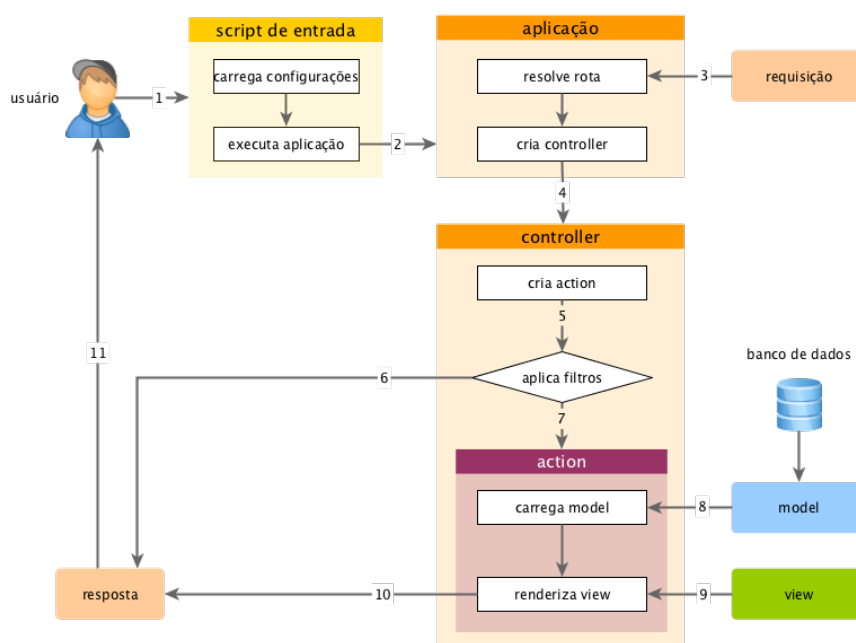 script de entrada
aplicação
carrega configurações
resolve rota
3
requisição
usuário
1
executa aplicação
2
cria controller
4
controller
cria action
5
11
6
aplica filtros
banco de dados
7
action
carrega model
8
model
resposta
10
renderiza view
9
view